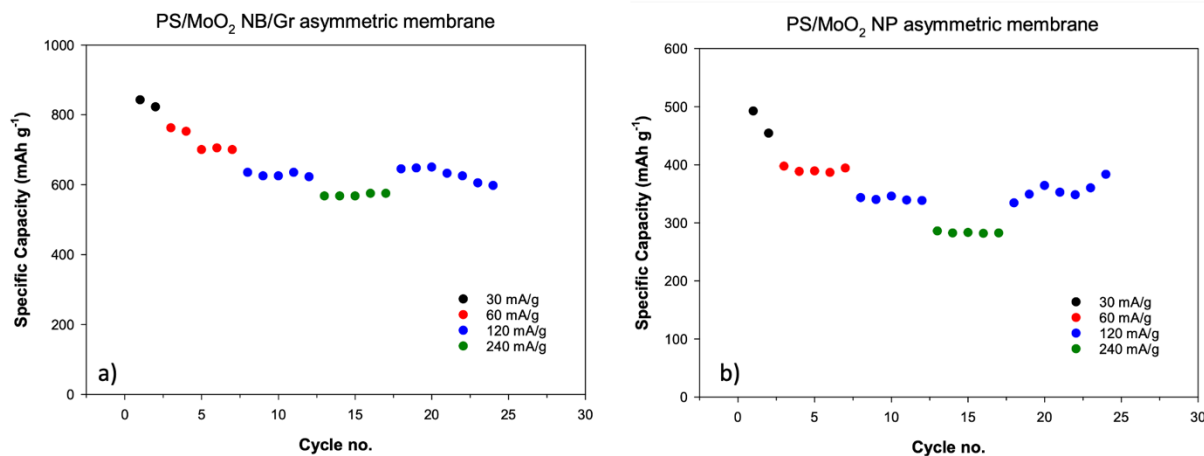 PS/MoO₂ NB/Gr asymmetric membrane
1000
800
600
400
200
0
Specific Capacity (mAh g⁻¹)
30 mA/g
60 mA/g
120 mA/g
240 mA/g
a)
0 5 10 15 20 25 30
Cycle no.
PS/MoO₂ NP asymmetric membrane
600
500
400
300
200
100
0
Specific Capacity (mAh g⁻¹)
30 mA/g
60 mA/g
120 mA/g
240 mA/g
b)
0 5 10 15 20 25 30
Cycle no.